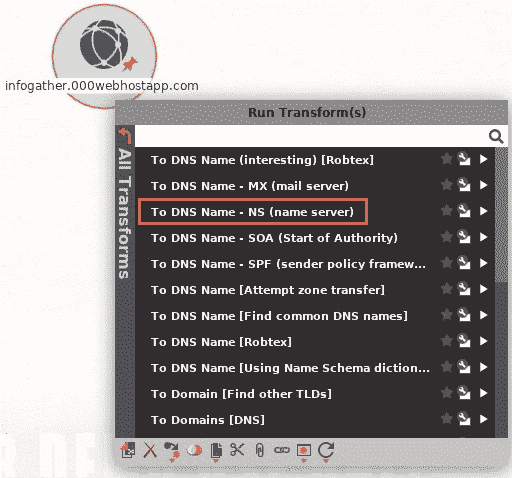 infogather.000webhostapp.com
Run Transform(s)
All Transforms
To DNS Name (interesting) [Robtex]
To DNS Name - MX (mail server)
To DNS Name - NS (name server)
To DNS Name - SOA (Start of Authority)
To DNS Name - SPF (sender policy framew...
To DNS Name [Attempt zone transfer]
To DNS Name [Find common DNS names]
To DNS Name [Robtex]
To DNS Name [Using Name Schema diction...
To Domain [Find other TLDs]
To Domains [DNS]